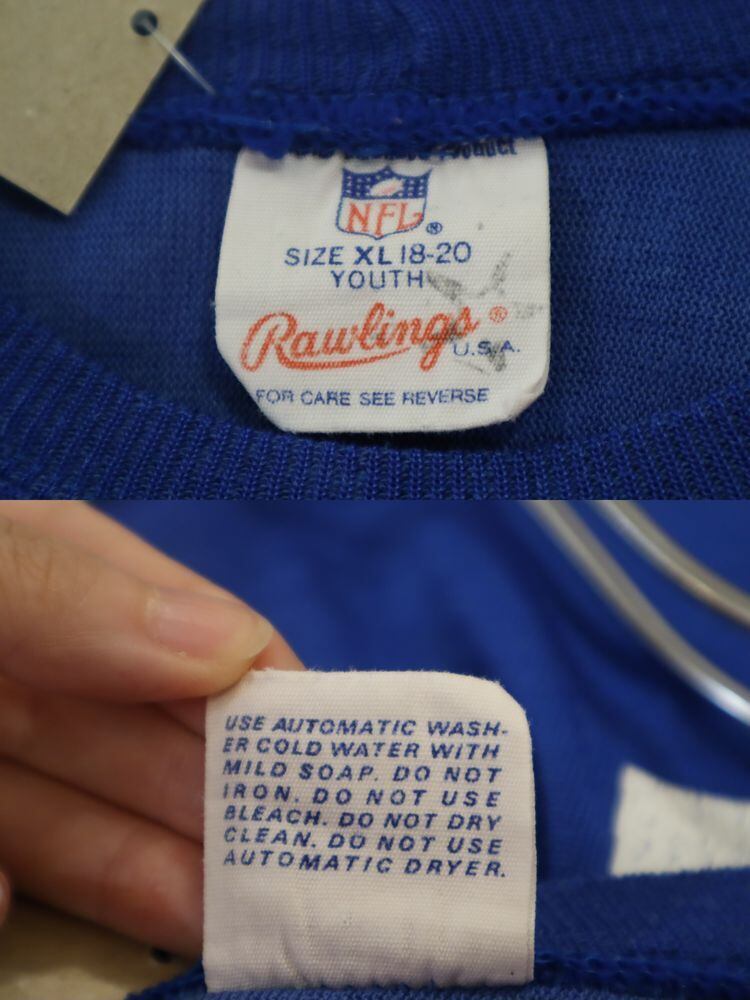 Product
NFL®
SIZE XL 18-20
YOUTH
Rawlings®
U.S.A.
FOR CARE SEE REVERSE
USE AUTOMATIC WASH-
ER COLD WATER WITH
MILD SOAP. DO NOT
IRON. DO NOT USE
BLEACH. DO NOT DRY
CLEAN. DO NOT USE
AUTOMATIC DRYER.